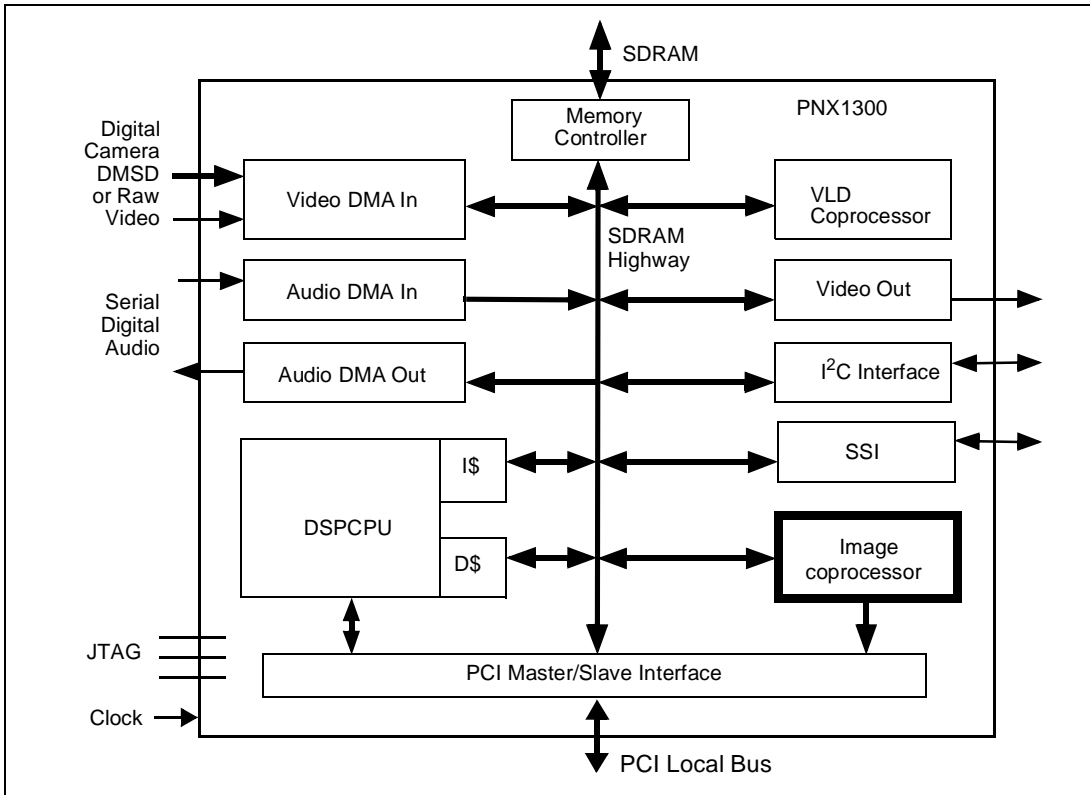 SDRAM
PNX1300
Memory
Controller
Digital
Camera
DMSD
or Raw
Video
Video DMA In
VLD
Coprocessor
SDRAM
Highway
Audio DMA In
Video Out
Serial
Digital
Audio
Audio DMA Out
I²C Interface
I$
SSI
DSPCPU
D$
Image
coprocessor
JTAG
PCI Master/Slave Interface
Clock
PCI Local Bus